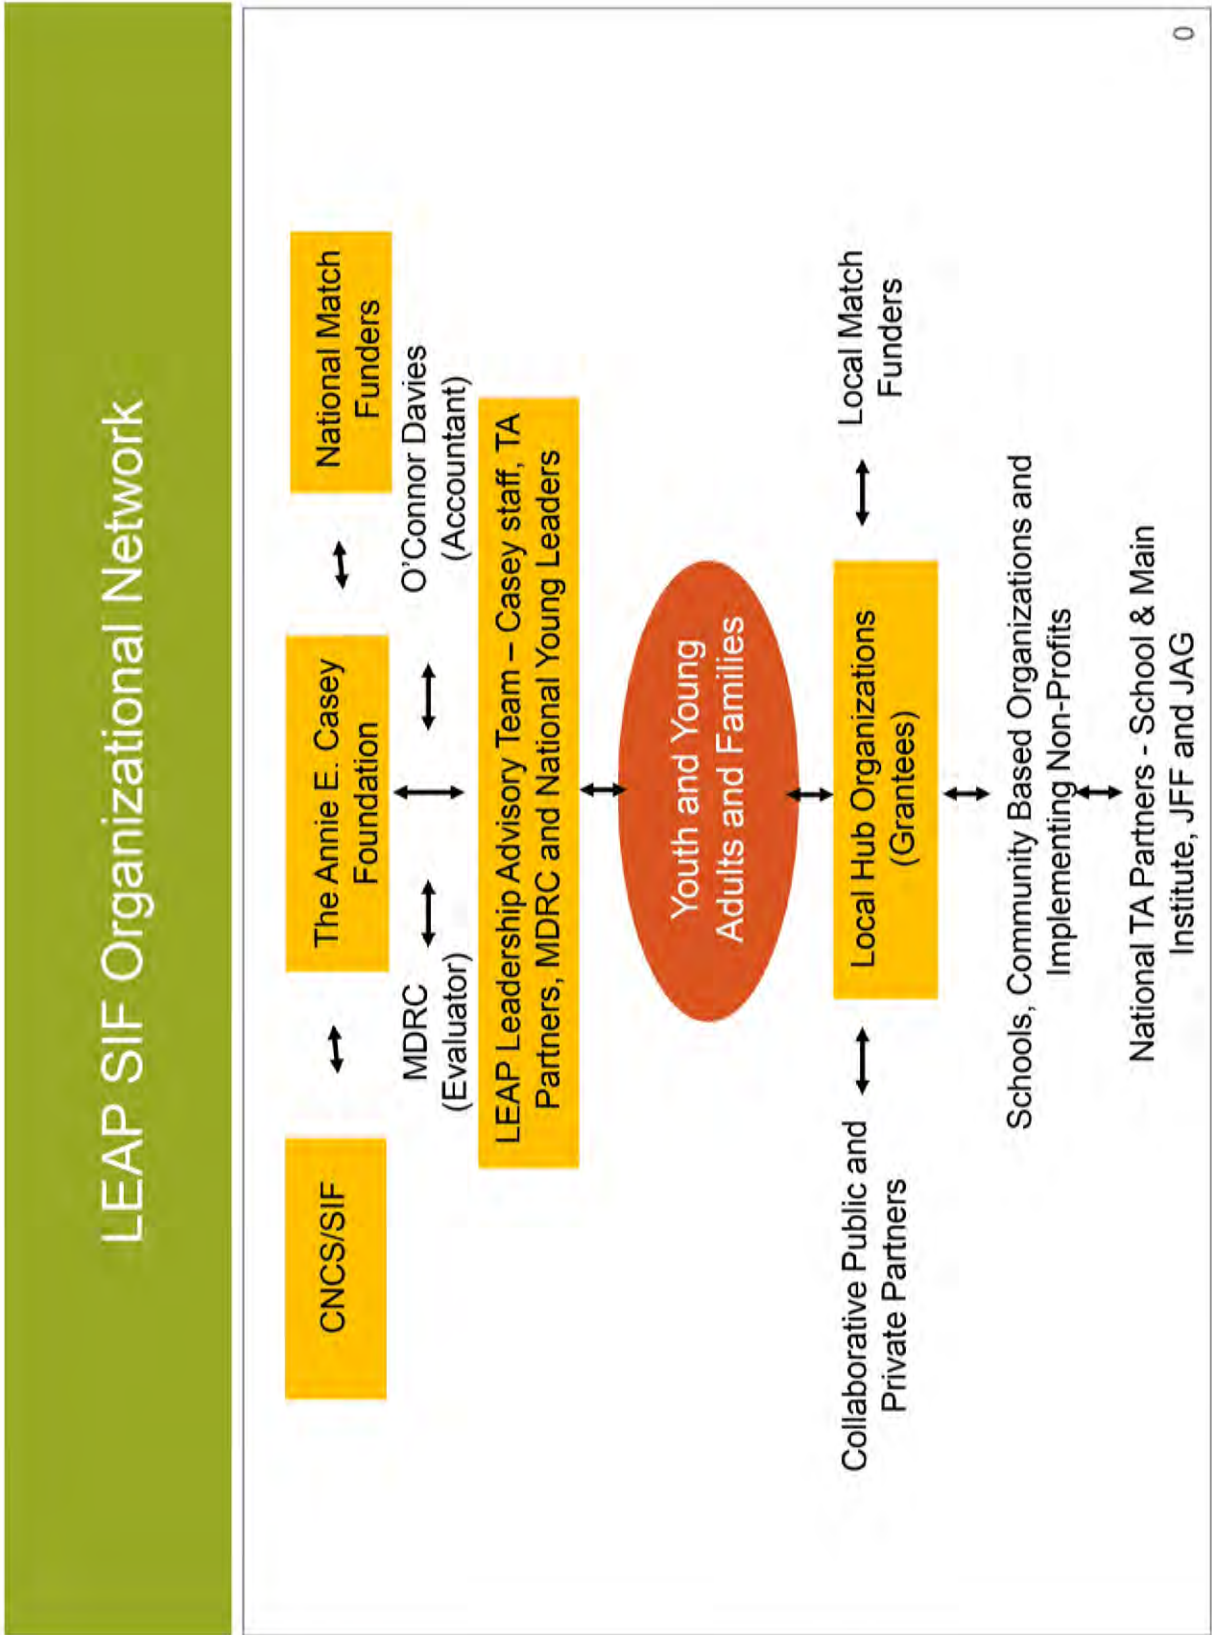 LEAP SIF Organizational Network
CNCS/SIF
The Annie E. Casey
Foundation
National Match
Funders
MDRC
(Evaluator)
O'Connor Davies
(Accountant)
LEAP Leadership Advisory Team – Casey staff, TA
Partners, MDRC and National Young Leaders
Youth and Young
Adults and Families
Collaborative Public and
Private Partners
Local Hub Organizations
(Grantees)
Local Match
Funders
Schools, Community Based Organizations and
Implementing Non-Profits
National TA Partners - School & Main
Institute, JFF and JAG
0